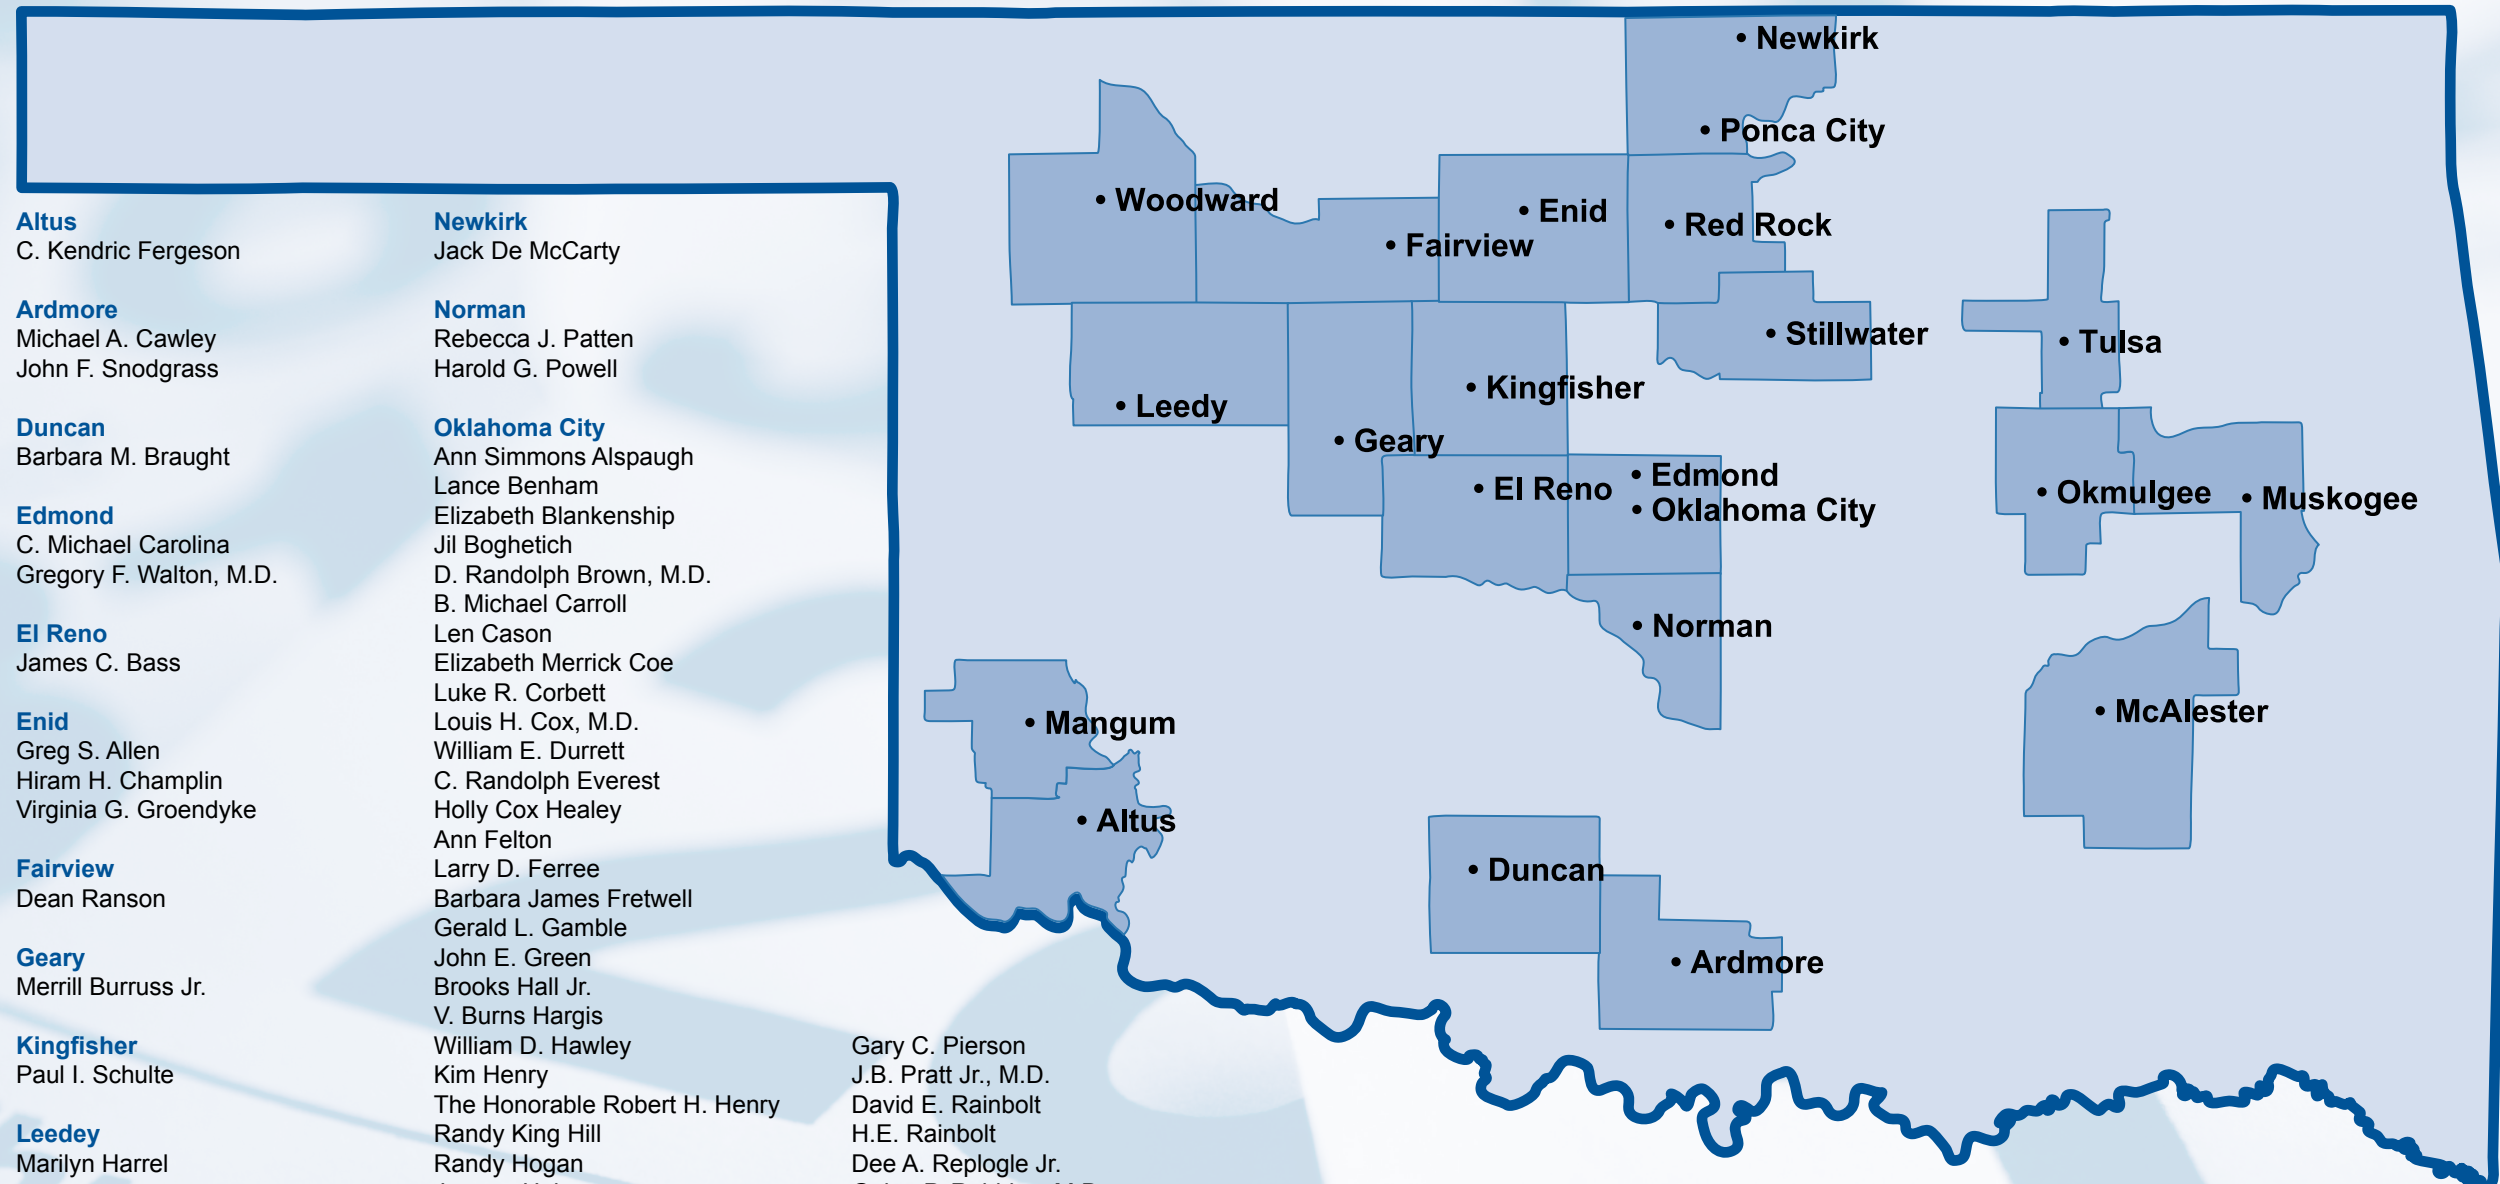 Altus
C. Kendric Fergeson
Ardmore
Michael A. Cawley
John F. Snodgrass
Duncan
Barbara M. Braught
Edmond
C. Michael Carolina
Gregory F. Walton, M.D.
El Reno
James C. Bass
Enid
Greg S. Allen
Hiram H. Champlin
Virginia G. Groendyke
Fairview
Dean Ranson
Geary
Merrill Burruss Jr.
Kingfisher
Paul I. Schulte
Leedey
Marilyn Harrel
Newkirk
Jack De McCarty
Norman
Rebecca J. Patten
Harold G. Powell
Oklahoma City
Ann Simmons Alspaugh
Lance Benham
Elizabeth Blankenship
Jil Boghetich
D. Randolph Brown, M.D.
B. Michael Carroll
Len Cason
Elizabeth Merrick Coe
Luke R. Corbett
Louis H. Cox, M.D.
William E. Durrett
C. Randolph Everest
Holly Cox Healey
Ann Felton
Larry D. Ferree
Barbara James Fretwell
Gerald L. Gamble
John E. Green
Brooks Hall Jr.
V. Burns Hargis
William D. Hawley
Kim Henry
The Honorable Robert H. Henry
Randy King Hill
Randy Hogan
Gary C. Pierson
J.B. Pratt Jr., M.D.
David E. Rainbolt
H.E. Rainbolt
Dee A. Replogle Jr.
• Newkirk
• Ponca City
• Woodward
• Enid
• Red Rock
• Fairview
• Stillwater
• Tulsa
• Kingfisher
• Leedy
• Geary
• Edmond
• El Reno
• Oklahoma City
• Okmulgee
• Muskogee
• Norman
• Mangum
• McAlester
• Altus
• Duncan
• Ardmore